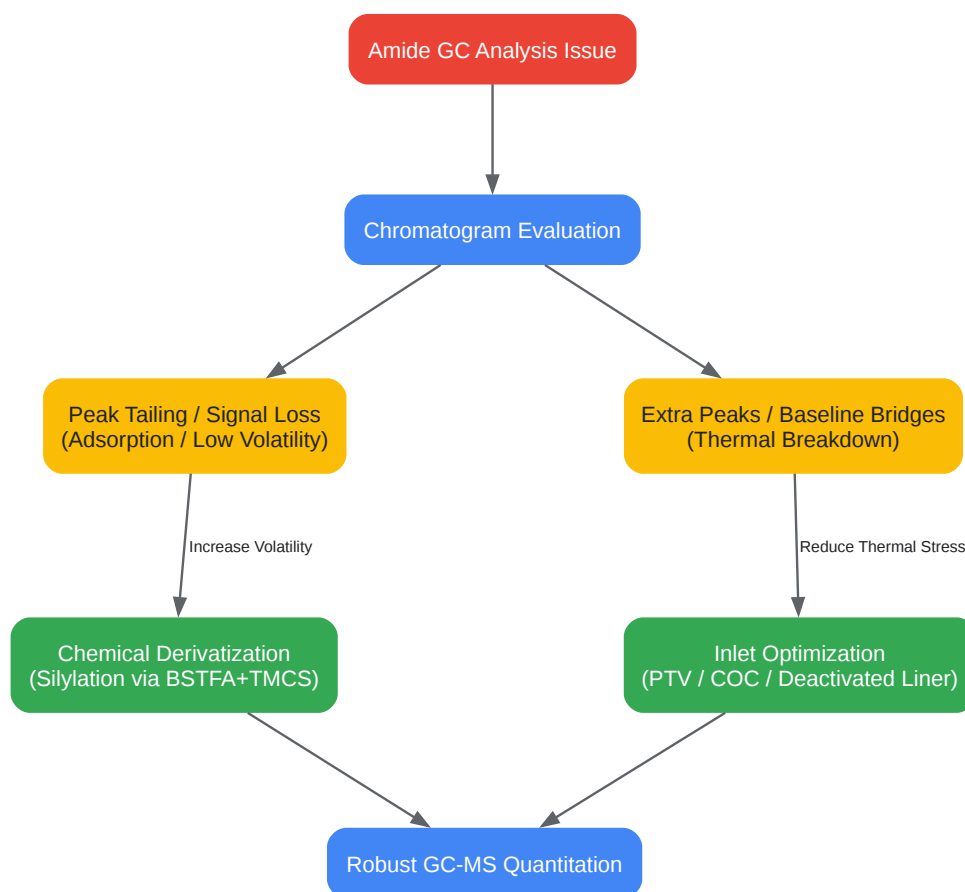 Amide GC Analysis Issue
Chromatogram Evaluation
Peak Tailing / Signal Loss
(Adsorption / Low Volatility)
Extra Peaks / Baseline Bridges
(Thermal Breakdown)
Increase Volatility
Reduce Thermal Stress
Chemical Derivatization
(Silylation via BSTFA+TMCS)
Inlet Optimization
(PTV / COC / Deactivated Liner)
Robust GC-MS Quantitation